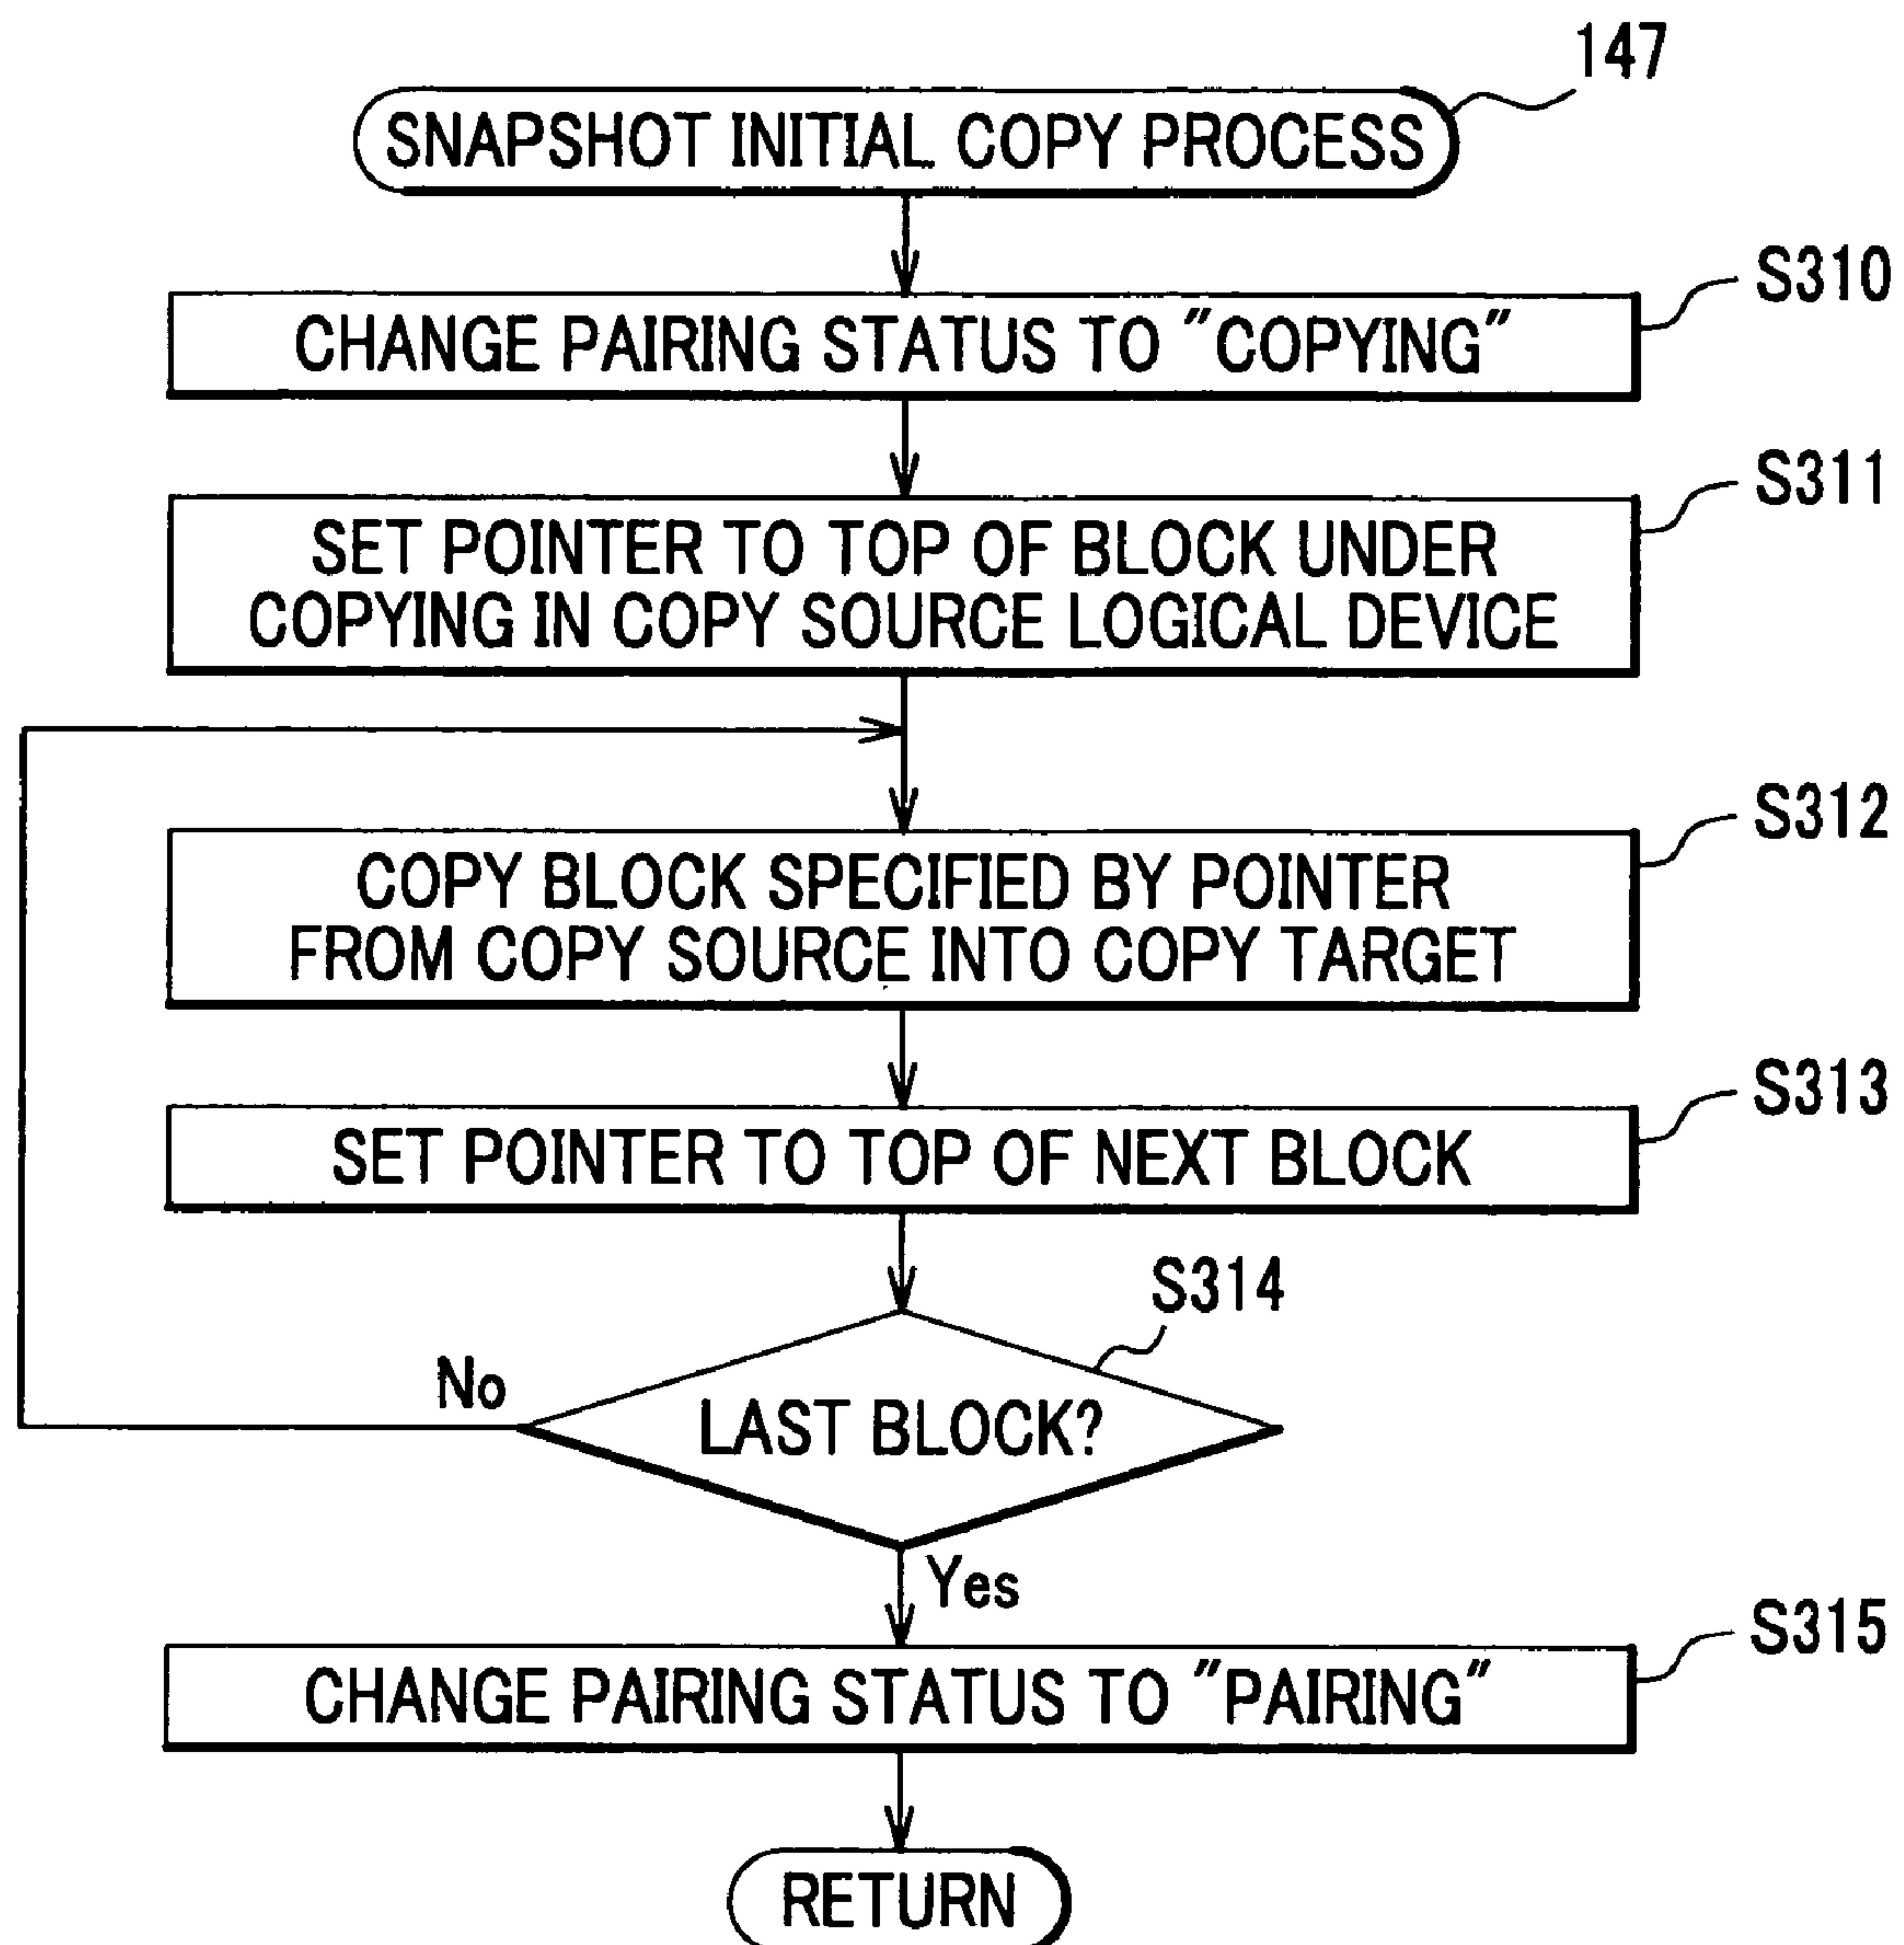 147
SNAPSHOT INITIAL COPY PROCESS
S310
CHANGE PAIRING STATUS TO "COPYING"
S311
SET POINTER TO TOP OF BLOCK UNDER
COPYING IN COPY SOURCE LOGICAL DEVICE
S312
COPY BLOCK SPECIFIED BY POINTER
FROM COPY SOURCE INTO COPY TARGET
S313
SET POINTER TO TOP OF NEXT BLOCK
S314
No
LAST BLOCK?
Yes
S315
CHANGE PAIRING STATUS TO "PAIRING"
RETURN